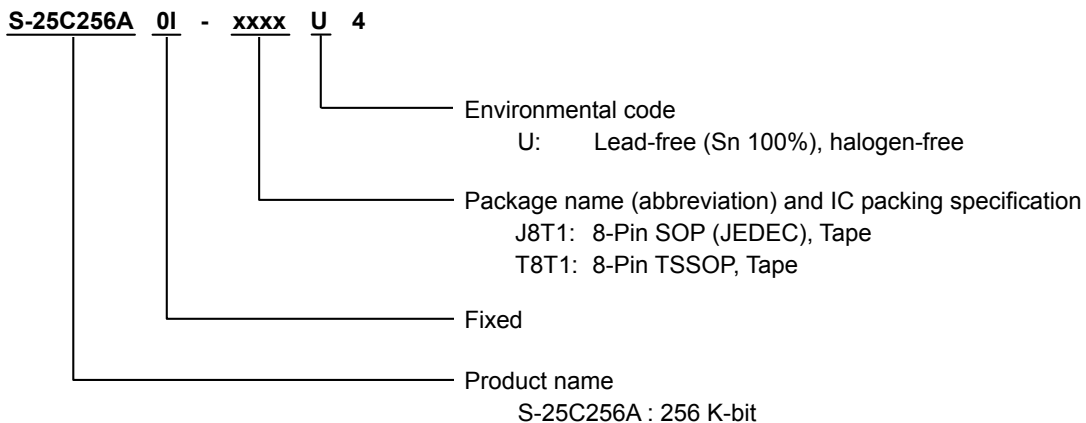 S-25C256A 0I - xxxx U 4
Environmental code
U: Lead-free (Sn 100%), halogen-free
Package name (abbreviation) and IC packing specification
J8T1: 8-Pin SOP (JEDEC), Tape
T8T1: 8-Pin TSSOP, Tape
Fixed
Product name
S-25C256A : 256 K-bit